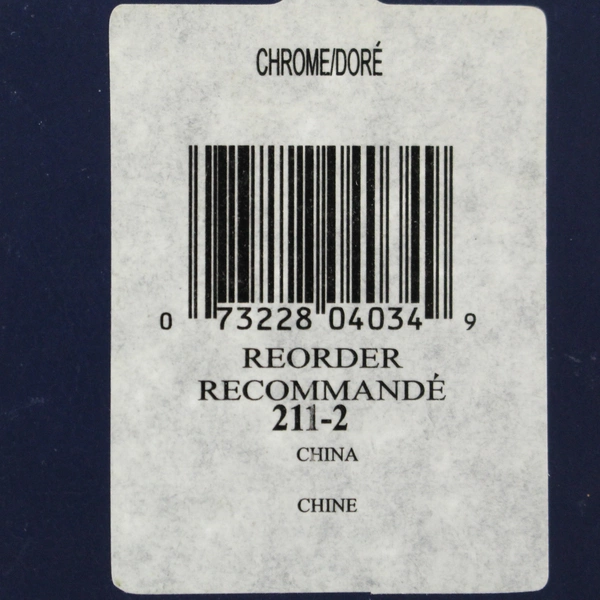 CHROME/DORÉ
0 73228 04034 9
REORDER
RECOMMANDÉ
211-2
CHINA
CHINE